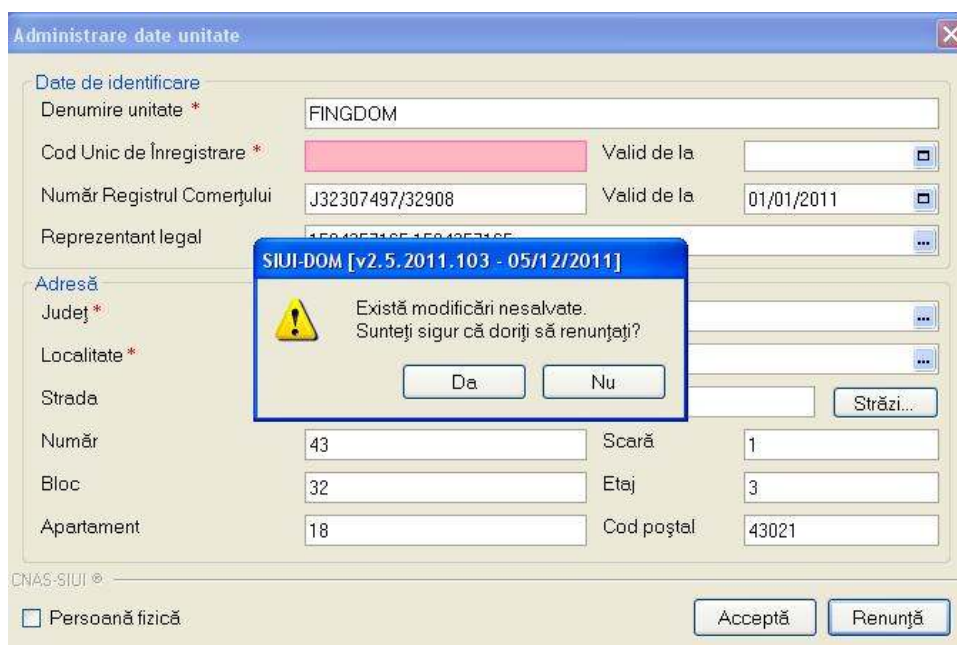 Administrare date unitate
Date de identificare
Denumire unitate * FINGDOM
Cod Unic de Înregistrare * Valid de la
Număr Registrul Comerţului J32307497/32908 Valid de la 01/01/2011
Reprezentant legal
SIUI-DOM [v2.5.2011.103 - 05/12/2011]
Există modificări nesalvate.
Sunteţi sigur că doriţi să renunţaţi?
Da Nu
Adresă
Judeţ *
Localitate *
Strada Străzi...
Număr 43 Scară 1
Bloc 32 Etaj 3
Apartament 18 Cod poştal 43021
CNAS-SIUI ®
Persoană fizică Acceptă Renunţă